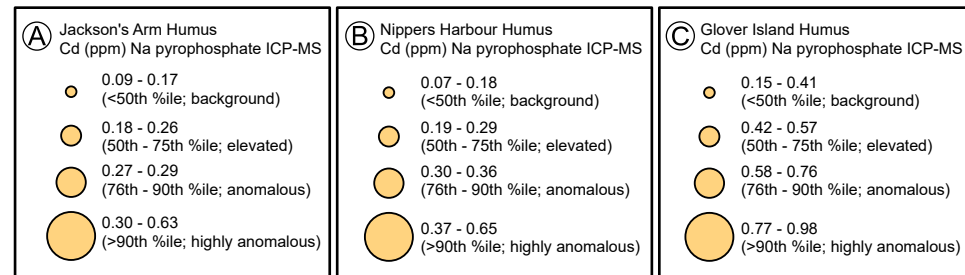 A Jackson's Arm Humus
Cd (ppm) Na pyrophosphate ICP-MS
0.09 - 0.17
(<50th %ile; background)
0.18 - 0.26
(50th - 75th %ile; elevated)
0.27 - 0.29
(76th - 90th %ile; anomalous)
0.30 - 0.63
(>90th %ile; highly anomalous)
B Nippers Harbour Humus
Cd (ppm) Na pyrophosphate ICP-MS
0.07 - 0.18
(<50th %ile; background)
0.19 - 0.29
(50th - 75th %ile; elevated)
0.30 - 0.36
(76th - 90th %ile; anomalous)
0.37 - 0.65
(>90th %ile; highly anomalous)
C Glover Island Humus
Cd (ppm) Na pyrophosphate ICP-MS
0.15 - 0.41
(<50th %ile; background)
0.42 - 0.57
(50th - 75th %ile; elevated)
0.58 - 0.76
(76th - 90th %ile; anomalous)
0.77 - 0.98
(>90th %ile; highly anomalous)